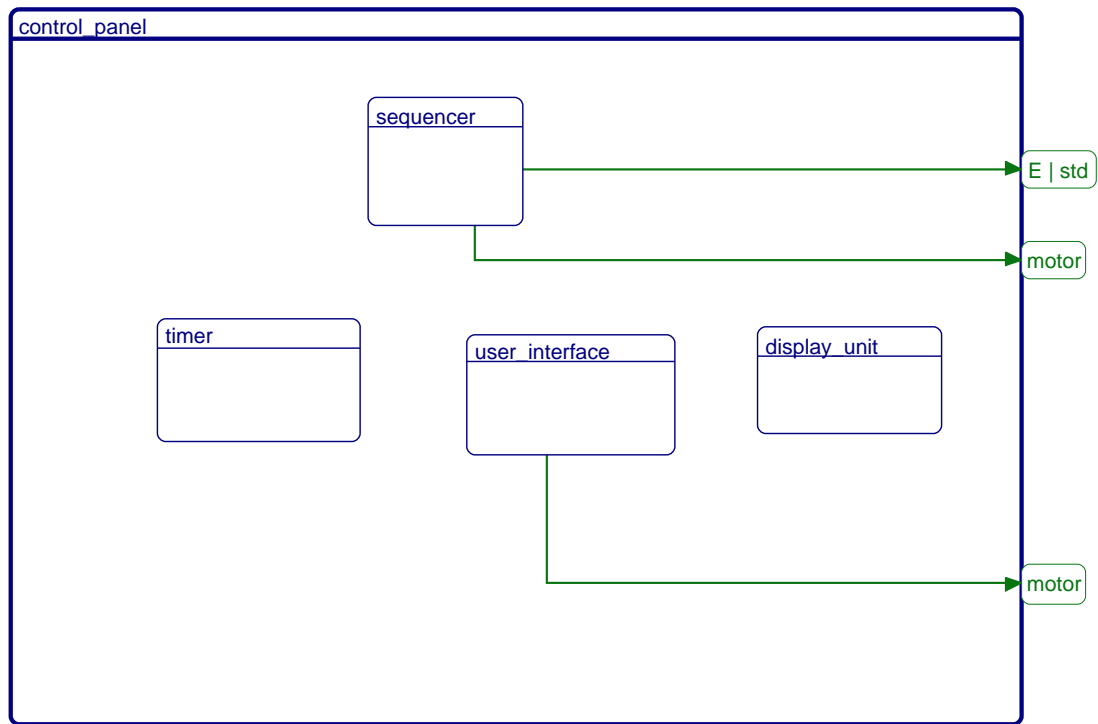 control_panel
sequencer
E | std
motor
timer
user_interface
display_unit
motor